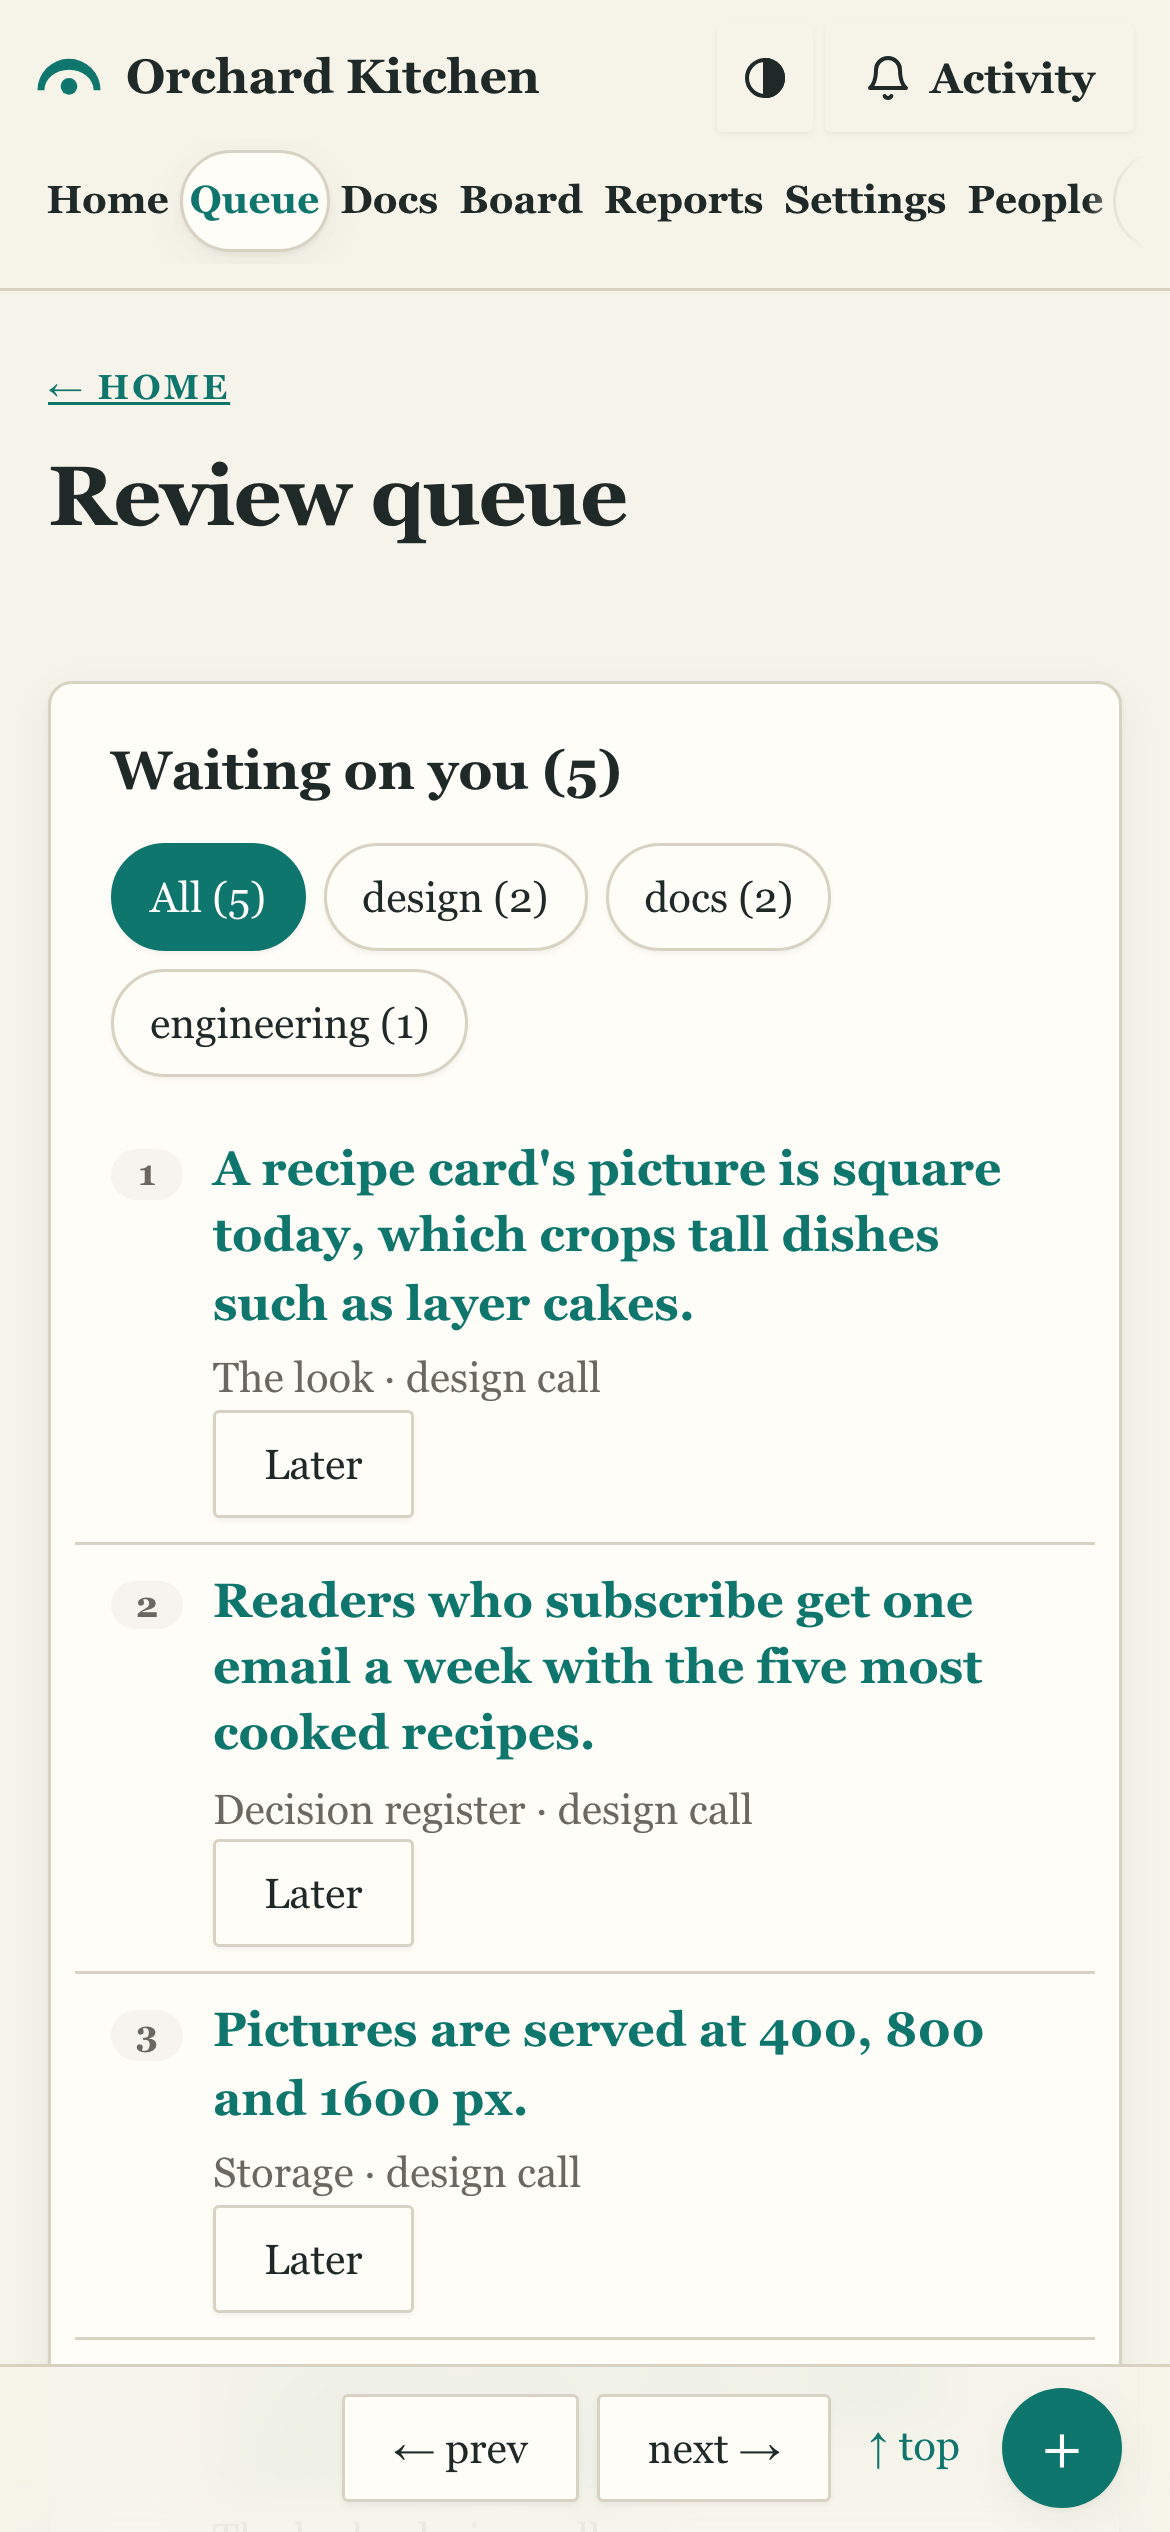 Orchard Kitchen
Activity
Home Queue Docs Board Reports Settings People
← HOME
Review queue
Waiting on you (5)
All (5) design (2) docs (2)
engineering (1)
1 A recipe card's picture is square
today, which crops tall dishes
such as layer cakes.
The look · design call
Later
2 Readers who subscribe get one
email a week with the five most
cooked recipes.
Decision register · design call
Later
3 Pictures are served at 400, 800
and 1600 px.
Storage · design call
Later
← prev next → ↑ top +